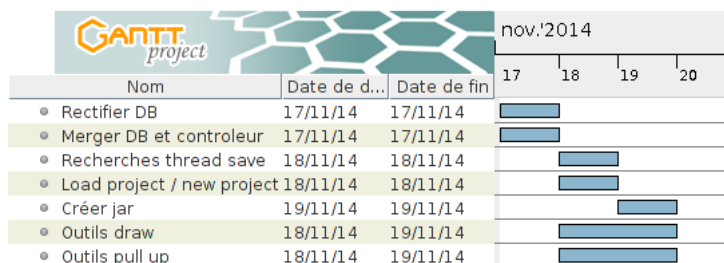 GANTT
project
nov.'2014
17 18 19 20
Nom Date de d... Date de fin
Rectifier DB 17/11/14 17/11/14
Merger DB et controleur 17/11/14 17/11/14
Recherches thread save 18/11/14 18/11/14
Load project / new project 18/11/14 18/11/14
Créer jar 19/11/14 19/11/14
Outils draw 18/11/14 19/11/14
Outils pull up 18/11/14 19/11/14